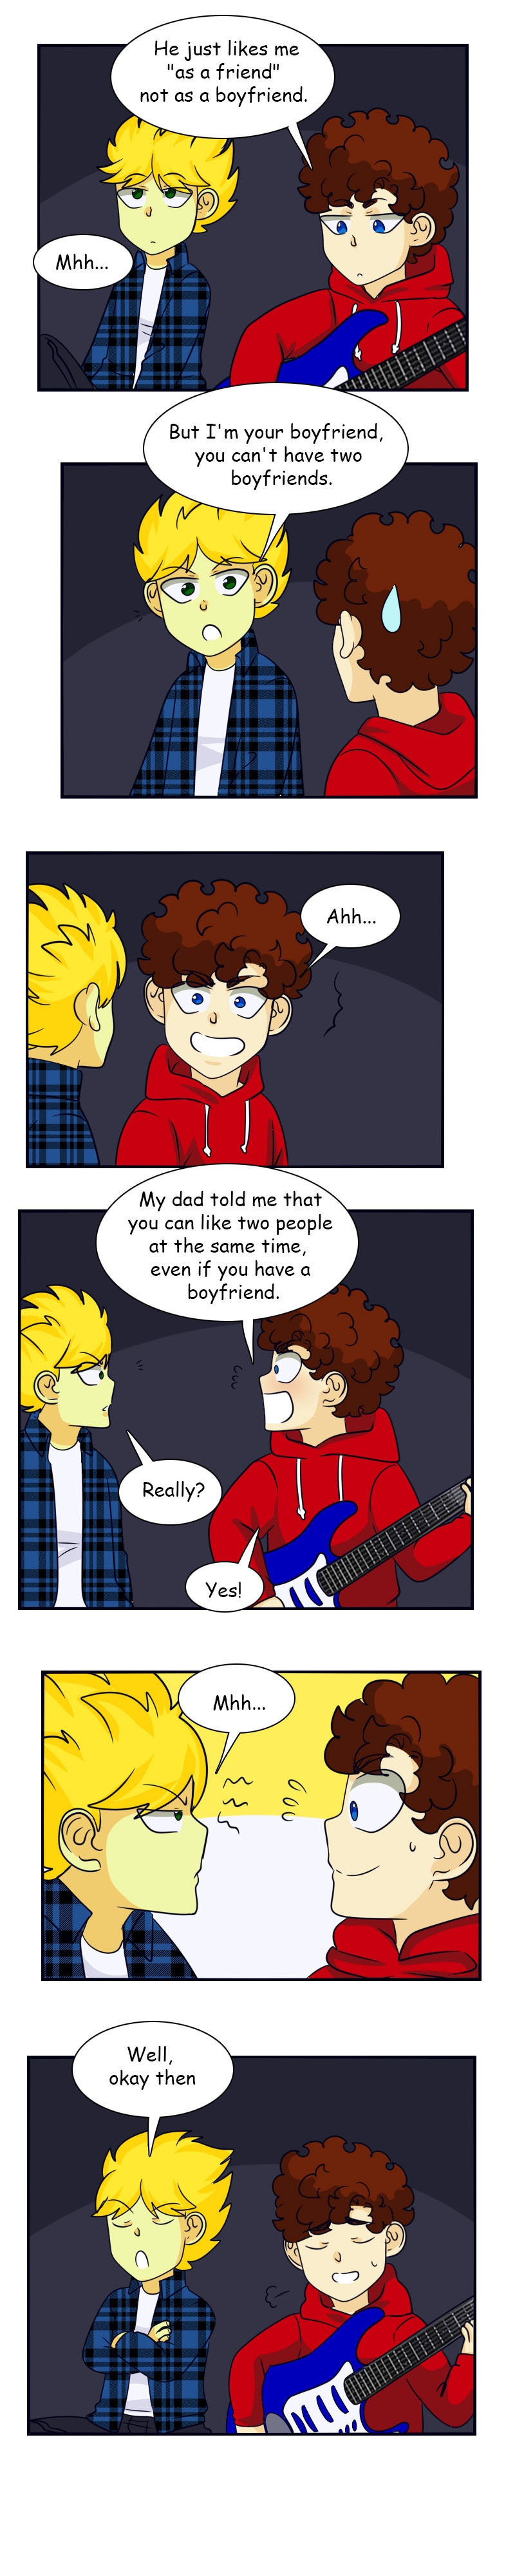 He just likes me
"as a friend"
not as a boyfriend.
Mhh...
But I'm your boyfriend,
you can't have two
boyfriends.
Ahh...
My dad told me that
you can like two people
at the same time,
even if you have a
boyfriend.
Really?
Yes!
Mhh...
Well,
okay then